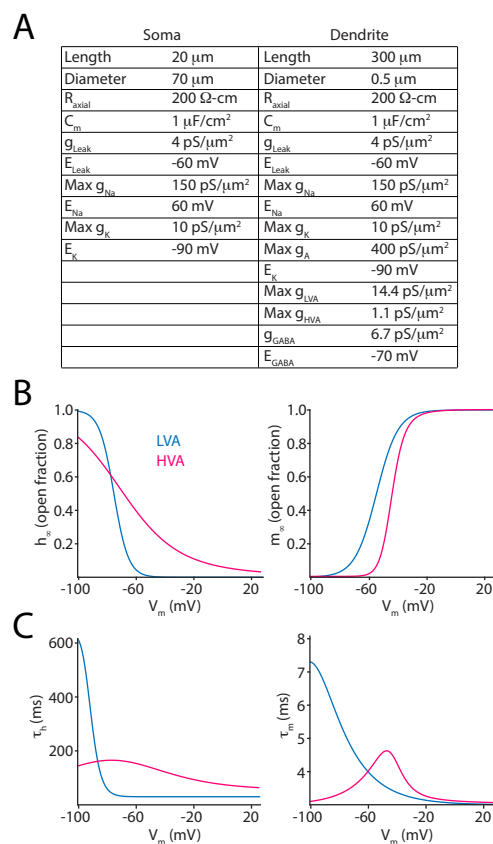 A
Soma Dendrite
Length 20 μm Length 300 μm
Diameter 70 μm Diameter 0.5 μm
R_axial 200 Ω-cm R_axial 200 Ω-cm
C_m 1 μF/cm² C_m 1 μF/cm²
g_Leak 4 pS/μm² g_Leak 4 pS/μm²
E_Leak -60 mV E_Leak -60 mV
Max g_Na 150 pS/μm² Max g_Na 150 pS/μm²
E_Na 60 mV E_Na 60 mV
Max g_K 10 pS/μm² Max g_K 10 pS/μm²
E_K -90 mV Max g_A 400 pS/μm²
E_K -90 mV
Max g_LVA 14.4 pS/μm²
Max g_HVA 1.1 pS/μm²
g_GABA 6.7 pS/μm²
E_GABA -70 mV
B
h_∞ (open fraction)
1.0
0.8
0.6
0.4
0.2
LVA
HVA
-100 -60 -20 20
V_m (mV)
m_∞ (open fraction)
1.0
0.8
0.6
0.4
0.2
-100 -60 -20 20
V_m (mV)
C
τ_h (ms)
600
400
200
-100 -60 -20 20
V_m (mV)
τ_m (ms)
8
7
6
5
4
-100 -60 -20 20
V_m (mV)